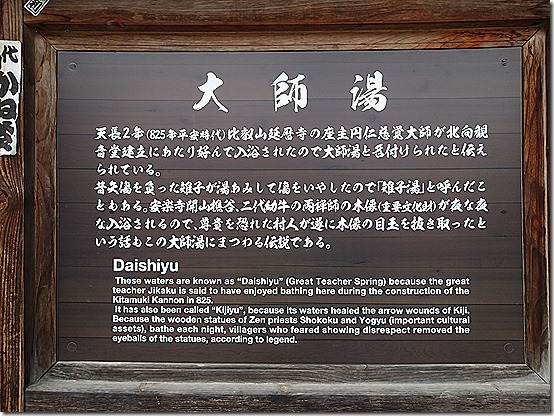 大師湯
天長2年(825年平安時代)比叡山延暦寺の座主円仁慈覚大師が北向観
音堂建立にあたり好んで入浴されたので大師湯と名付けられたと伝え
られている。
昔矢傷を負った雉子が湯あみして傷をいやしたので「雉子湯」と呼んだこ
ともある。安楽寺開山樵谷、二代幼牛の両禅師の木像(重要文化財)が夜な夜
な入浴されるので、尊貴を恐れた村人が遂に木像の目玉を抜き取ったと
いう話もこの大師湯にまつわる伝説である。
Daishiyu
These waters are known as “Daishiyu” (Great Teacher Spring) because the great
teacher Jikaku is said to have enjoyed bathing here during the construction of the
Kitamuki Kannon in 825.
It has also been called “Kijiyu”, because its waters healed the arrow wounds of Kiji.
Because the wooden statues of Zen priests Shokoku and Yogyu (important cultural
assets), bathe each night, villagers who feared showing disrespect removed the
eyeballs of the statues, according to legend.